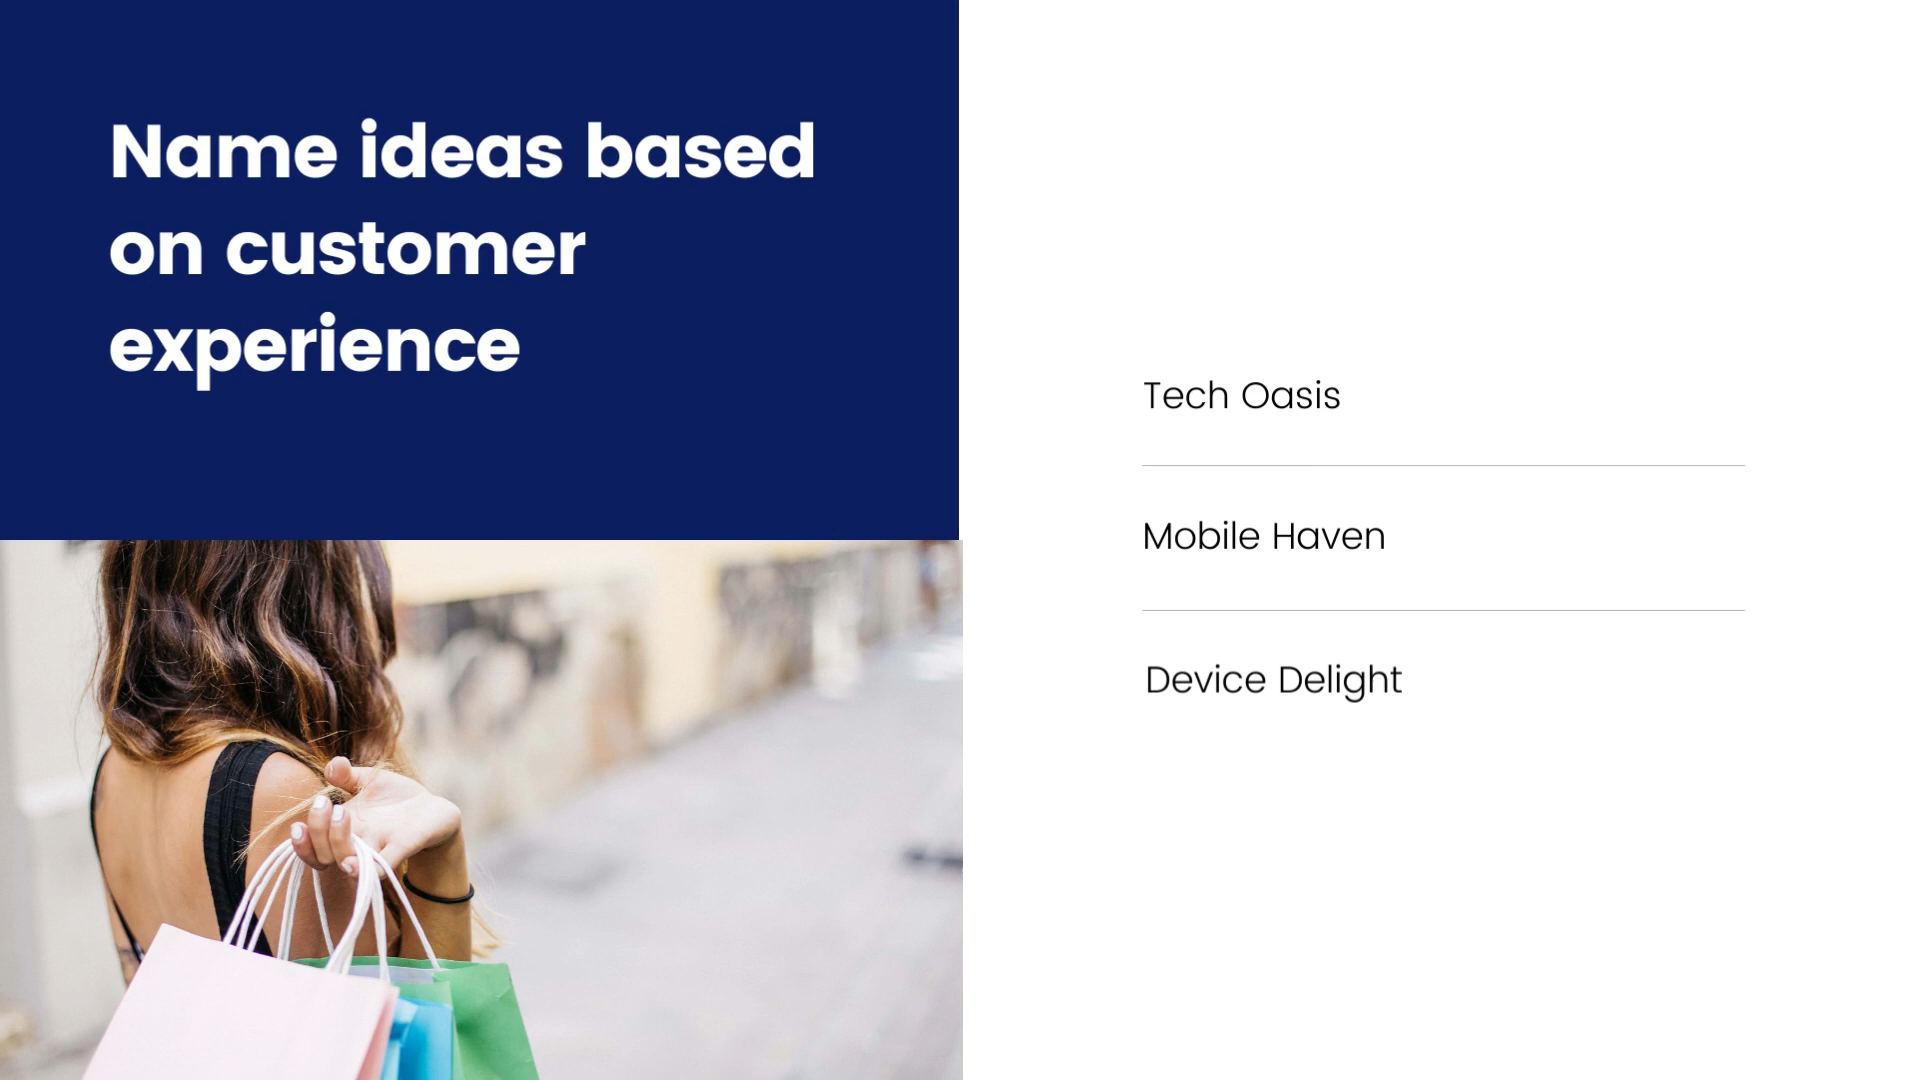 Name ideas based
on customer
experience
Tech Oasis
Mobile Haven
Device Delight